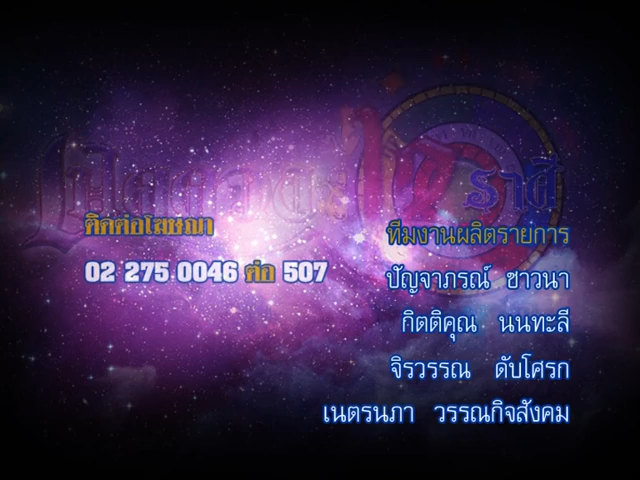 ติดต่อโฆษณา
02 275 0046 ต่อ 507
ทีมงานผลิตรายการ
ปัญจาภรณ์ ชาวนา
กิตติคุณ นนทะลี
จิรวรรณ ดับโศรก
เนตรนภา วรรณกิจสังคม
ราศี